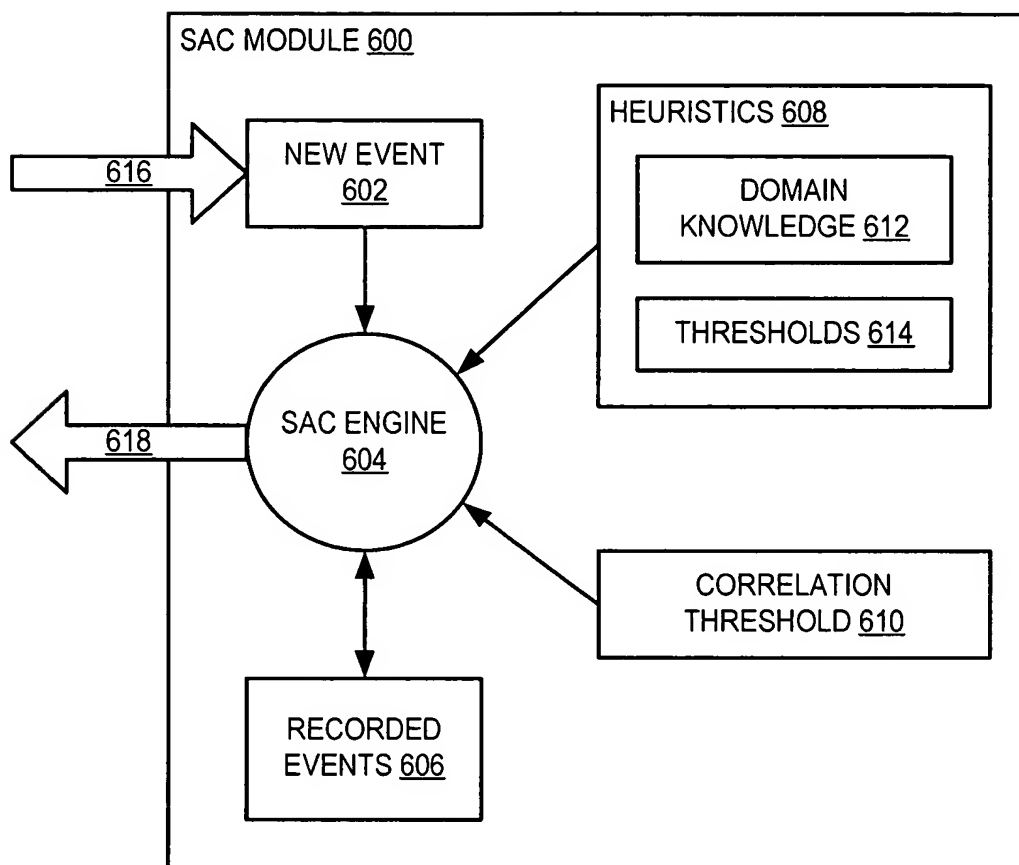 SAC MODULE 600
HEURISTICS 608
NEW EVENT
602
616
DOMAIN
KNOWLEDGE 612
THRESHOLDS 614
SAC ENGINE
604
618
CORRELATION
THRESHOLD 610
RECORDED
EVENTS 606